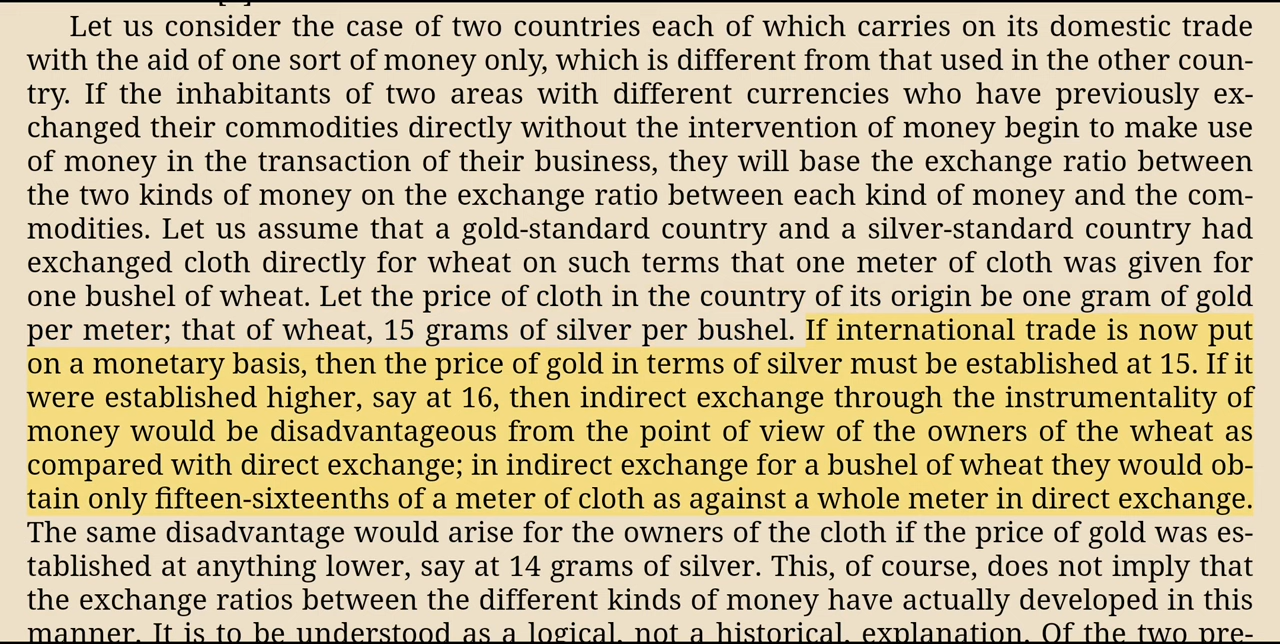 Let us consider the case of two countries each of which carries on its domestic trade
with the aid of one sort of money only, which is different from that used in the other coun-
try. If the inhabitants of two areas with different currencies who have previously ex-
changed their commodities directly without the intervention of money begin to make use
of money in the transaction of their business, they will base the exchange ratio between
the two kinds of money on the exchange ratio between each kind of money and the com-
modities. Let us assume that a gold-standard country and a silver-standard country had
exchanged cloth directly for wheat on such terms that one meter of cloth was given for
one bushel of wheat. Let the price of cloth in the country of its origin be one gram of gold
per meter; that of wheat, 15 grams of silver per bushel. If international trade is now put
on a monetary basis, then the price of gold in terms of silver must be established at 15. If it
were established higher, say at 16, then indirect exchange through the instrumentality of
money would be disadvantageous from the point of view of the owners of the wheat as
compared with direct exchange; in indirect exchange for a bushel of wheat they would ob-
tain only fifteen-sixteenths of a meter of cloth as against a whole meter in direct exchange.
The same disadvantage would arise for the owners of the cloth if the price of gold was es-
tablished at anything lower, say at 14 grams of silver. This, of course, does not imply that
the exchange ratios between the different kinds of money have actually developed in this
manner. It is to be understood as a logical, not a historical, explanation. Of the two pre-